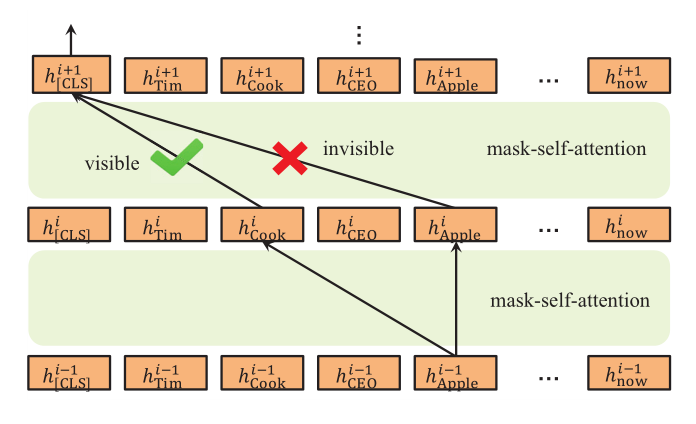 ⋮
h^{i+1}_{[CLS]} h^{i+1}_{Tim} h^{i+1}_{Cook} h^{i+1}_{CEO} h^{i+1}_{Apple} ... h^{i+1}_{now}
visible invisible mask-self-attention
h^{i}_{[CLS]} h^{i}_{Tim} h^{i}_{Cook} h^{i}_{CEO} h^{i}_{Apple} ... h^{i}_{now}
mask-self-attention
h^{i-1}_{[CLS]} h^{i-1}_{Tim} h^{i-1}_{Cook} h^{i-1}_{CEO} h^{i-1}_{Apple} ... h^{i-1}_{now}